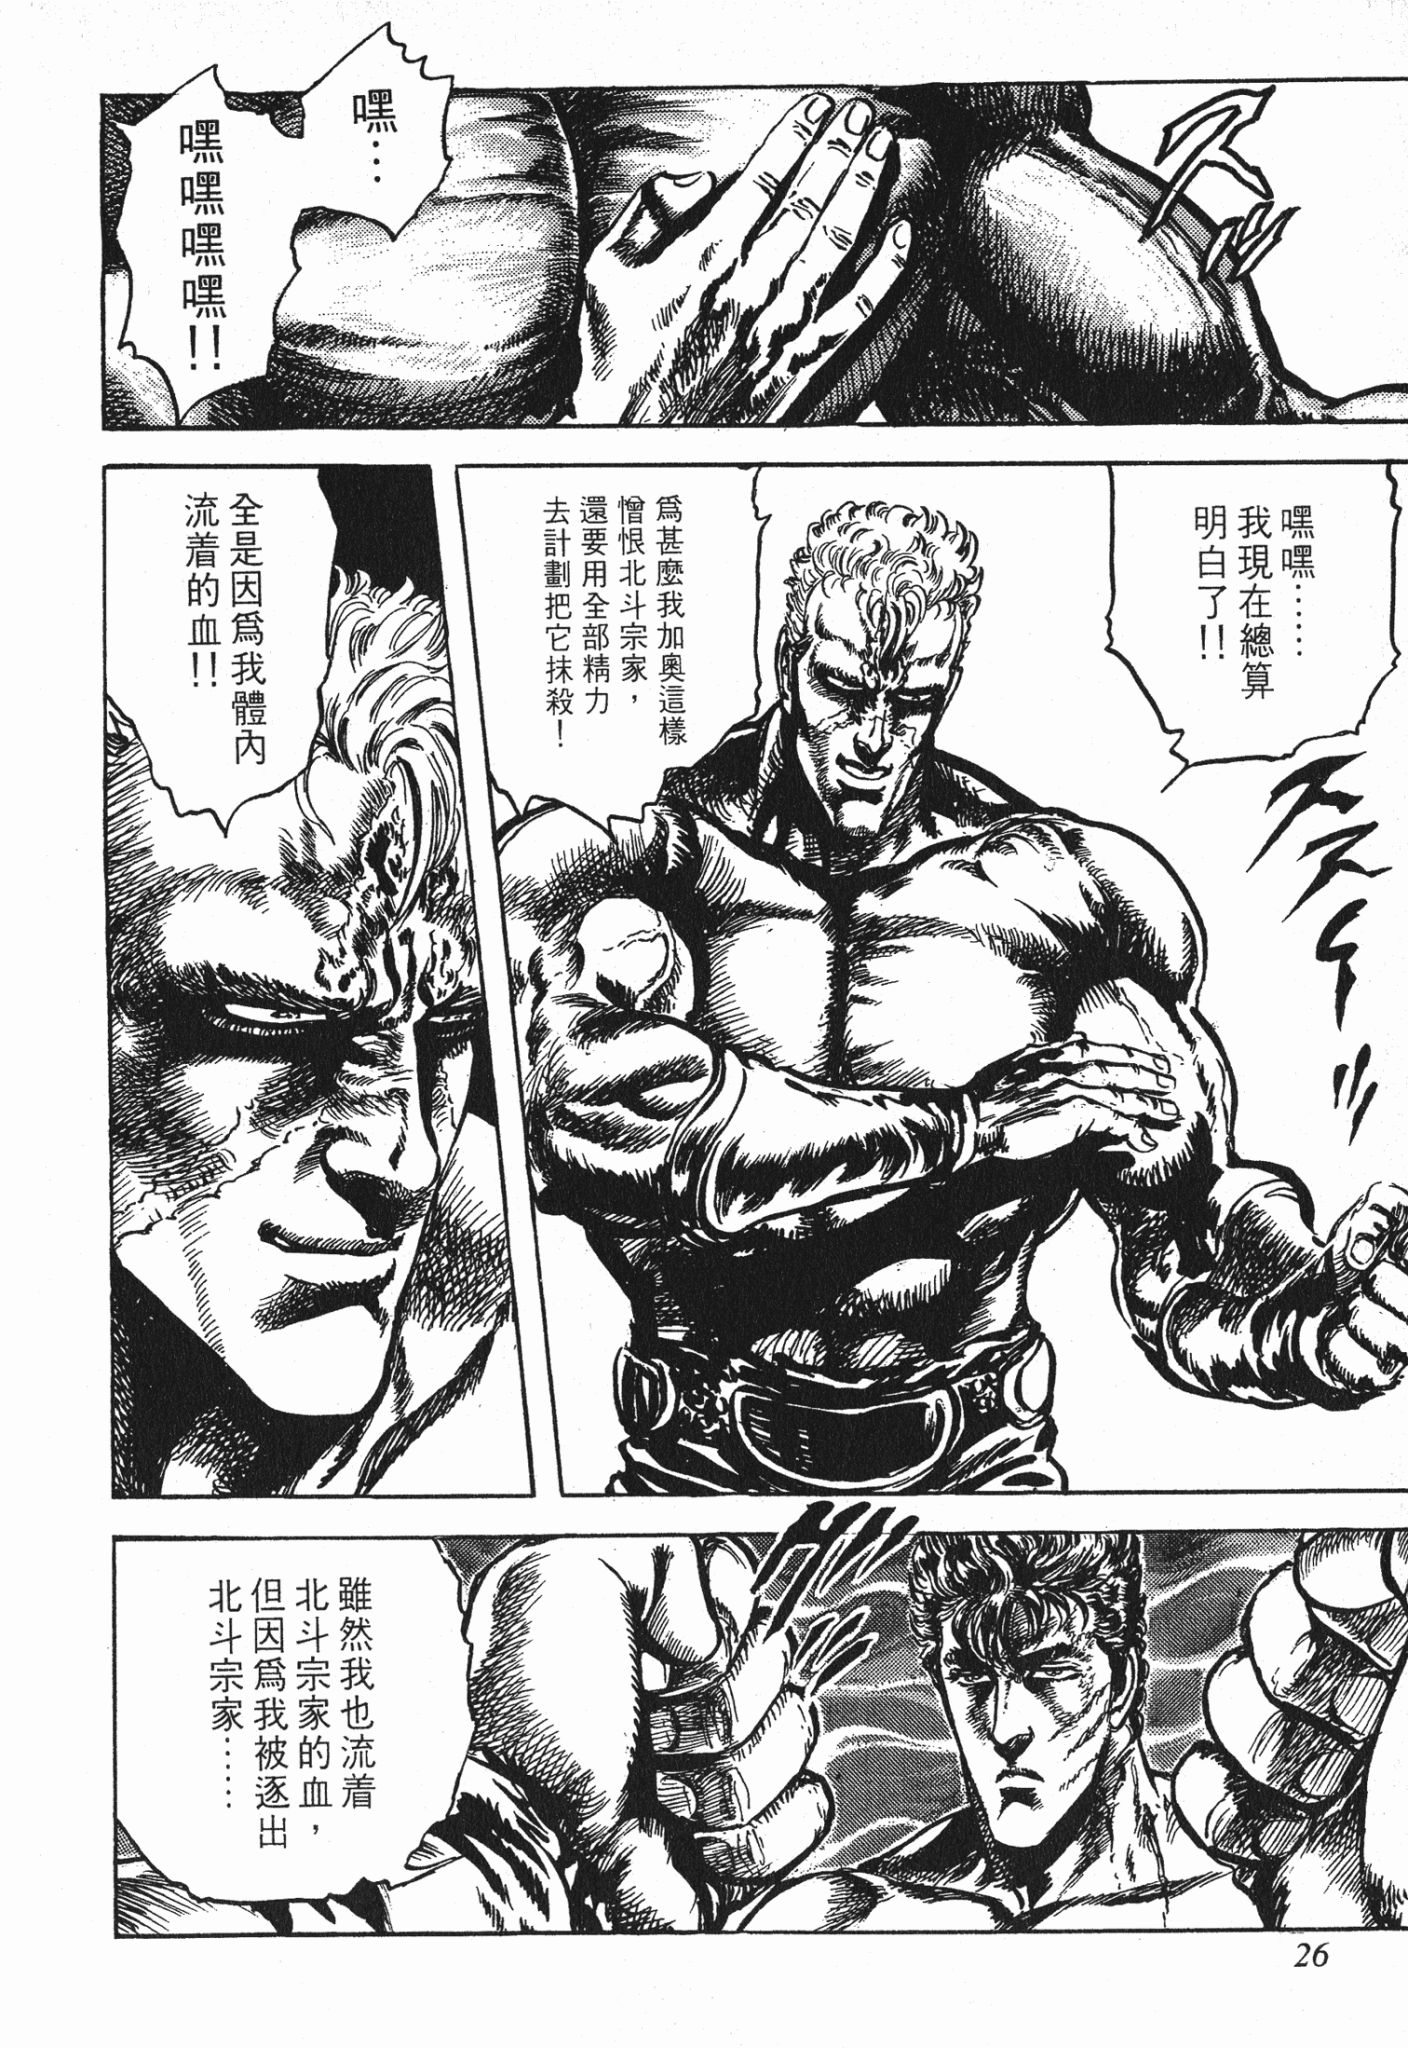 嘿…
嘿嘿嘿嘿!!
嘿嘿……
我現在總算
明白了!!
爲甚麼我加奧這樣
憎恨北斗宗家，
還要用全部精力
去計劃把它抹殺！
全是因爲我體內
流着的血!!
雖然我也流着
北斗宗家的血，
但因爲我被逐出
北斗宗家……
26